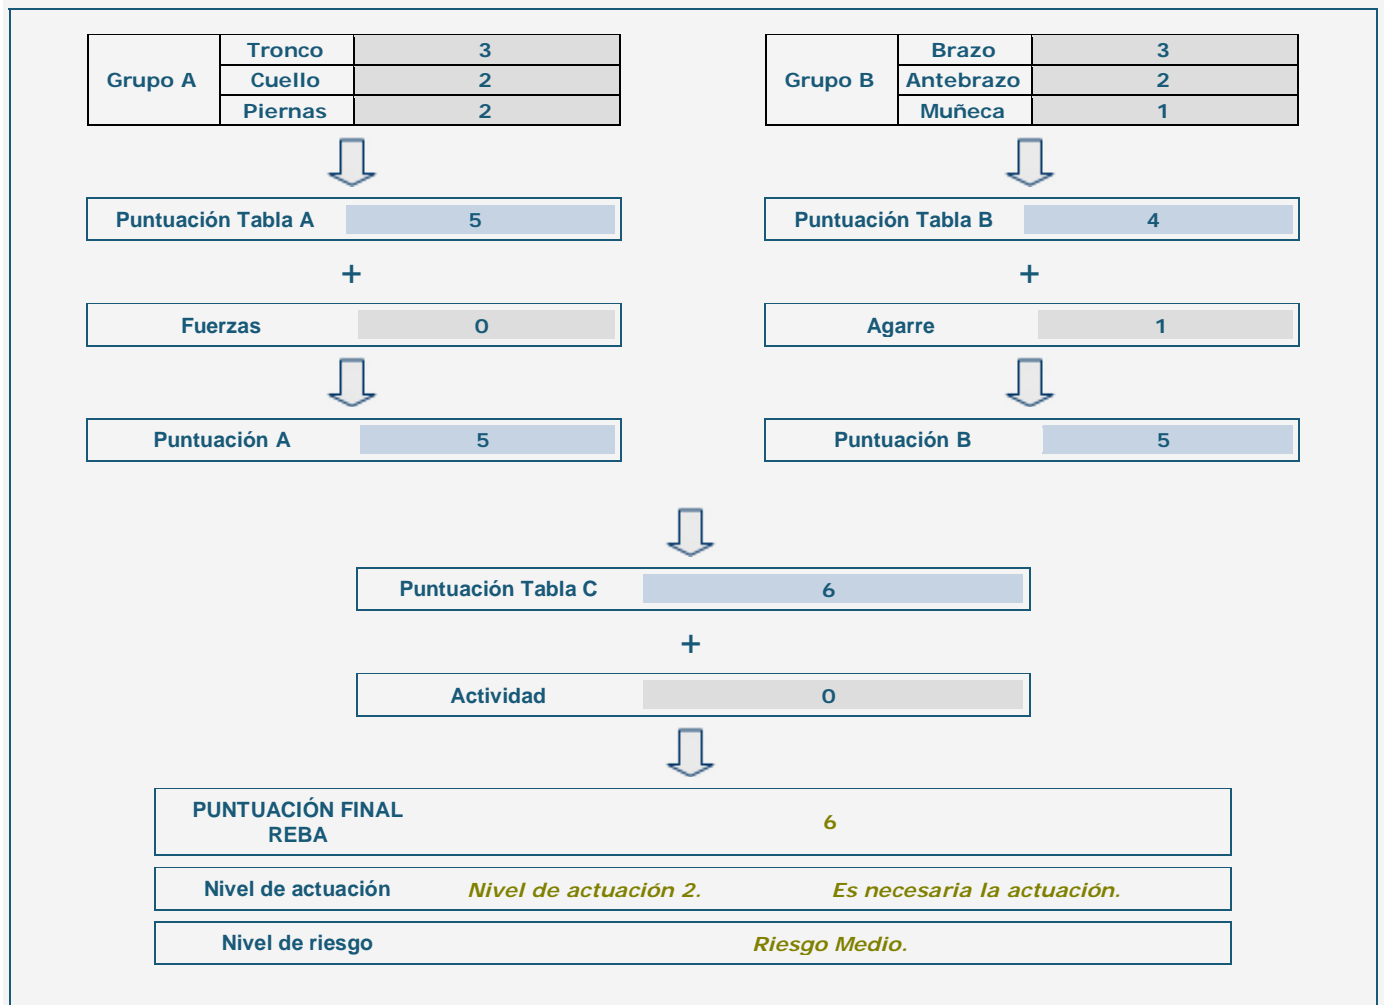 Grupo A
Tronco 3
Cuello 2
Piernas 2
Grupo B
Brazo 3
Antebrazo 2
Muñeca 1
Puntuación Tabla A 5
Puntuación Tabla B 4
+
+
Fuerzas 0
Agarre 1
Puntuación A 5
Puntuación B 5
Puntuación Tabla C 6
+
Actividad 0
PUNTUACIÓN FINAL
REBA
6
Nivel de actuación Nivel de actuación 2. Es necesaria la actuación.
Nivel de riesgo Riesgo Medio.